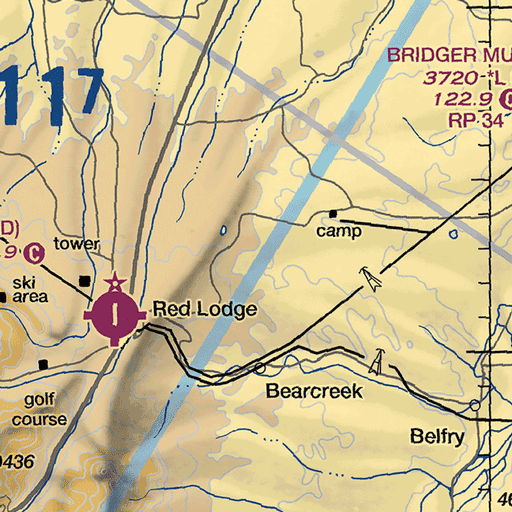 BRIDGER MU
3720 *L
122.9 C
RP 34
117
camp
D)
9 C
tower
ski
area
Red Lodge
Bearcreek
golf
course
Belfry
0436
46